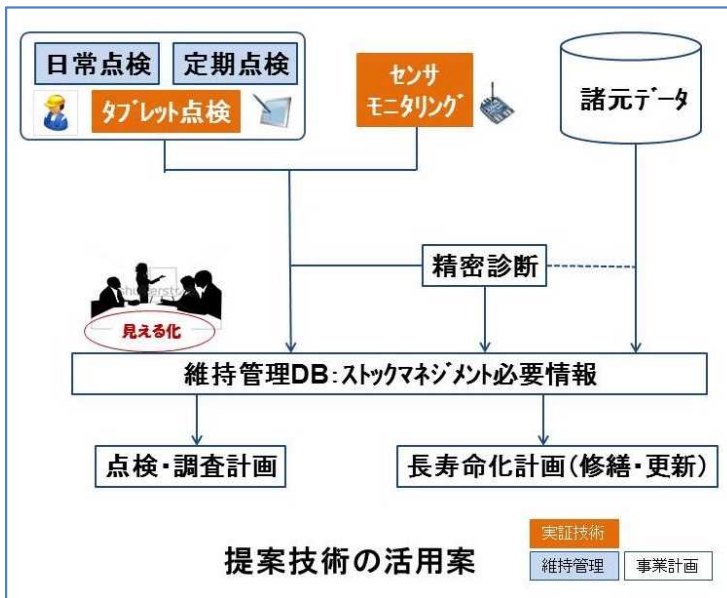 日常点検
定期点検
タブレット点検
センサ
モニタリング
諸元データ
精密診断
shutterst
見える化
維持管理DB:ストックマネジメント必要情報
点検・調査計画
長寿命化計画(修繕・更新)
提案技術の活用案
実証技術
維持管理
事業計画